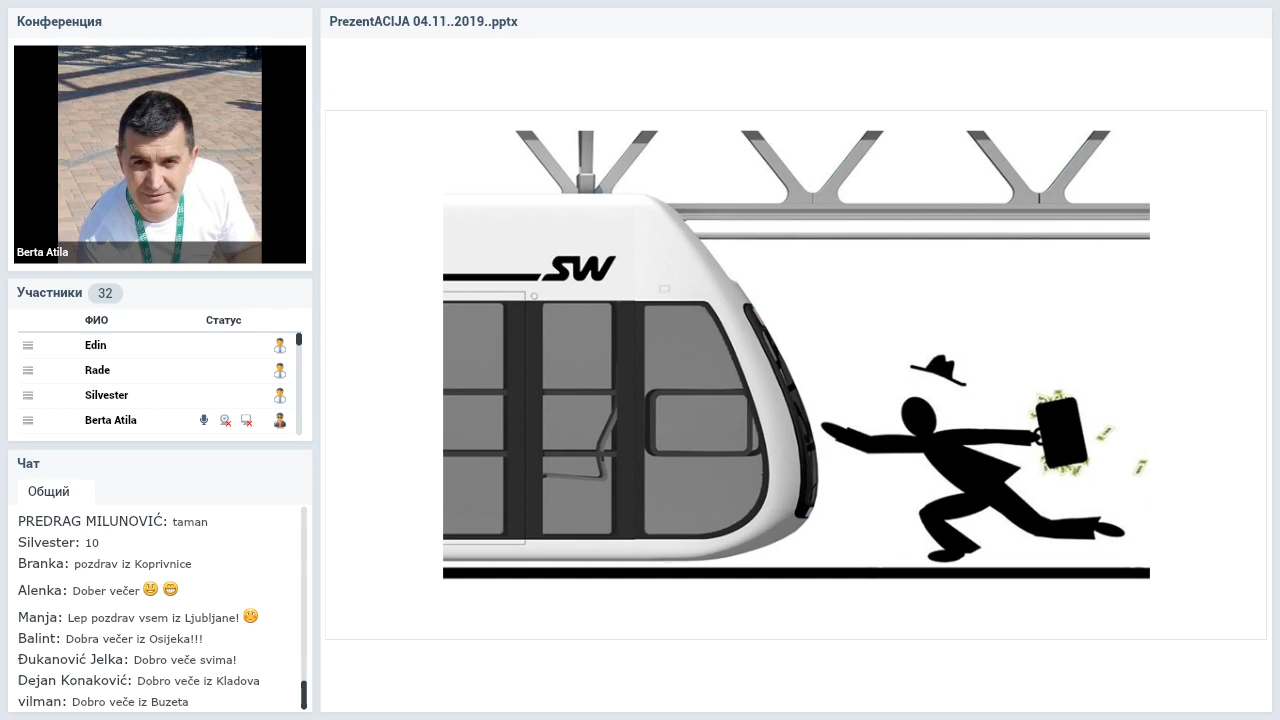 Конференция
Berta Atila
Участники 32
ФИО Статус
Edin
Rade
Silvester
Berta Atila
Чат
Общий
PREDRAG MILUNOVIĆ: taman
Silvester: 10
Branka: pozdrav iz Koprivnice
Alenka: Dober večer
Manja: Lep pozdrav vsem iz Ljubljane!
Balint: Dobra večer iz Osijeka!!!
Đukanović Jelka: Dobro veče svima!
Dejan Konaković: Dobro veče iz Kladova
vilman: Dobro veče iz Buzeta
PrezentACIJA 04.11..2019..pptx
SW